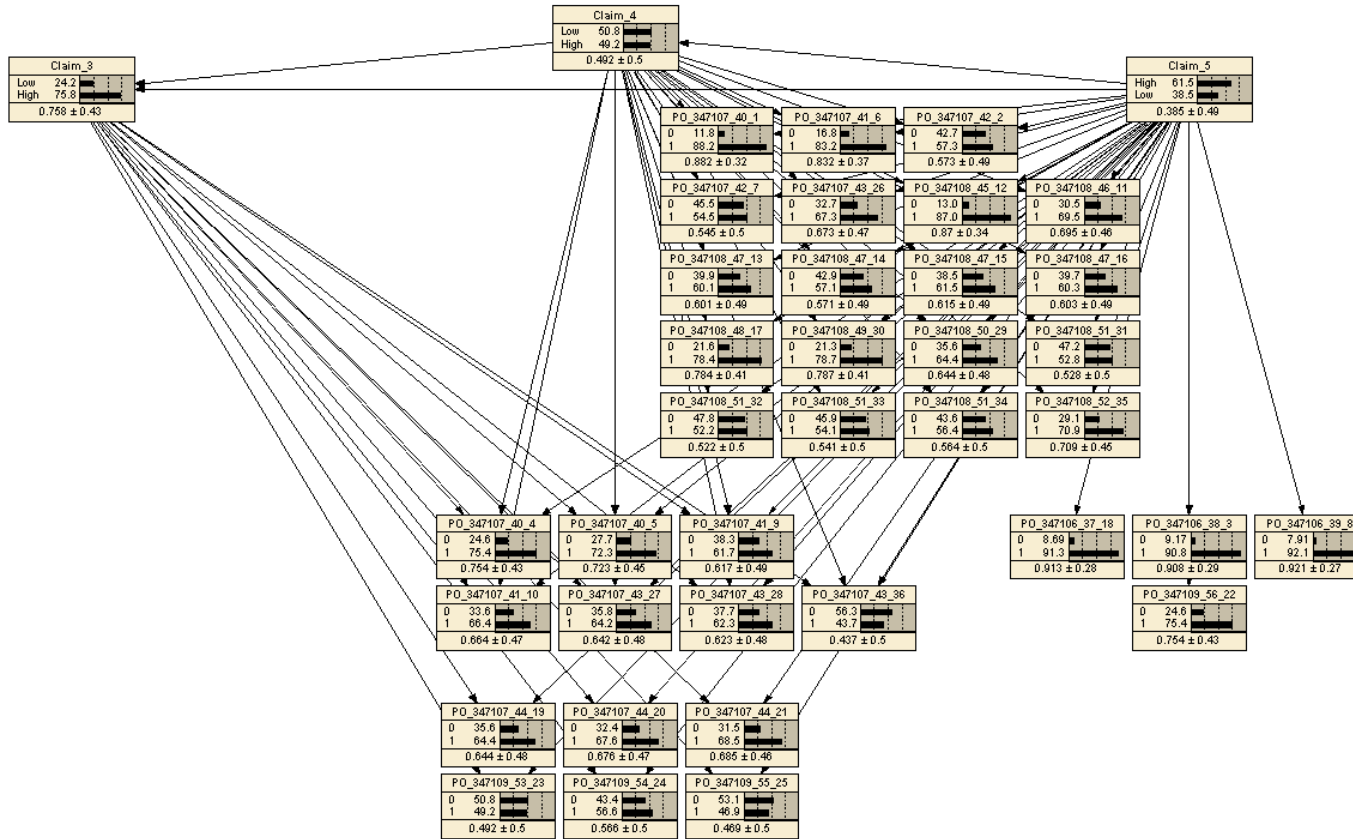 Claim_4
Low 50.8
High 49.2
0.492 ± 0.5
Claim_3
Low 24.2
High 75.8
0.758 ± 0.43
Claim_5
High 61.5
Low 38.5
0.385 ± 0.49
PO_347107_40_1
0 11.8
1 88.2
0.882 ± 0.32
PO_347107_41_6
0 16.8
1 83.2
0.832 ± 0.37
PO_347107_42_2
0 42.7
1 57.3
0.573 ± 0.49
PO_347107_42_7
0 45.5
1 54.5
0.545 ± 0.5
PO_347107_43_26
0 32.7
1 67.3
0.673 ± 0.47
PO_347108_45_12
0 13.0
1 87.0
0.87 ± 0.34
PO_347108_46_11
0 30.5
1 69.5
0.695 ± 0.46
PO_347108_47_13
0 39.9
1 60.1
0.601 ± 0.49
PO_347108_47_14
0 42.9
1 57.1
0.571 ± 0.49
PO_347108_47_15
0 38.5
1 61.5
0.615 ± 0.49
PO_347108_47_16
0 39.7
1 60.3
0.603 ± 0.49
PO_347108_48_17
0 21.6
1 78.4
0.784 ± 0.41
PO_347108_49_30
0 21.3
1 78.7
0.787 ± 0.41
PO_347108_50_29
0 35.6
1 64.4
0.644 ± 0.48
PO_347108_51_31
0 47.2
1 52.8
0.528 ± 0.5
PO_347108_51_32
0 47.8
1 52.2
0.522 ± 0.5
PO_347108_51_33
0 45.9
1 54.1
0.541 ± 0.5
PO_347108_51_34
0 43.6
1 56.4
0.564 ± 0.5
PO_347108_52_35
0 29.1
1 70.9
0.709 ± 0.45
PO_347107_40_4
0 24.6
1 75.4
0.754 ± 0.43
PO_347107_40_5
0 27.7
1 72.3
0.723 ± 0.45
PO_347107_41_9
0 38.3
1 61.7
0.617 ± 0.49
PO_347106_37_18
0 8.69
1 91.3
0.913 ± 0.28
PO_347106_38_3
0 9.17
1 90.8
0.908 ± 0.29
PO_347106_39_8
0 7.91
1 92.1
0.921 ± 0.27
PO_347107_41_10
0 33.6
1 66.4
0.664 ± 0.47
PO_347107_43_27
0 35.8
1 64.2
0.642 ± 0.48
PO_347107_43_28
0 37.7
1 62.3
0.623 ± 0.48
PO_347107_43_36
0 56.3
1 43.7
0.437 ± 0.5
PO_347109_56_22
0 24.6
1 75.4
0.754 ± 0.43
PO_347107_44_19
0 35.6
1 64.4
0.644 ± 0.48
PO_347107_44_20
0 32.4
1 67.6
0.676 ± 0.47
PO_347107_44_21
0 31.5
1 68.5
0.685 ± 0.46
PO_347109_53_23
0 50.8
1 49.2
0.492 ± 0.5
PO_347109_54_24
0 43.4
1 56.6
0.566 ± 0.5
PO_347109_55_25
0 53.1
1 46.9
0.469 ± 0.5